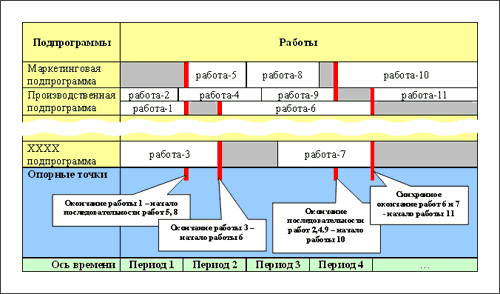 Подпрограммы Работы
Маркетинговая
подпрограмма
работа-5 работа-8 работа-10
Производственная
подпрограмма
работа-2 работа-4 работа-9 работа-11
работа-1 работа-6
ХХХХ
подпрограмма
работа-3 работа-7
Опорные точки
Окончание работы 1 – начало
последовательности работ 5, 8
Окончание работы 3 –
начало работы 6
Окончание
последовательности
работ 2,4,9 – начало
работы 10
Синхронное
окончание работ 6 и 7
- начало работы 11
Ось времени Период 1 Период 2 Период 3 Период 4 ...